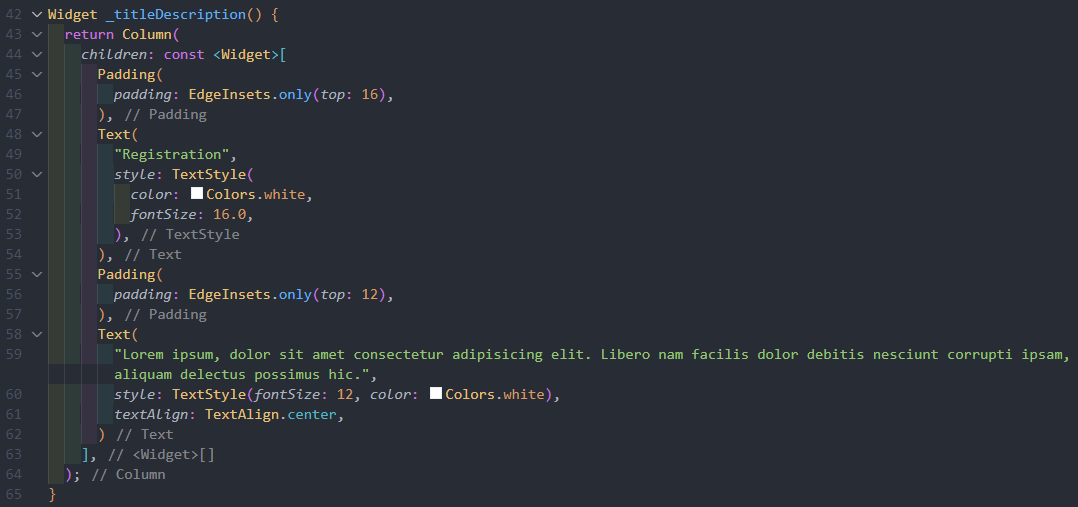 42 Widget _titleDescription() {
43 return Column(
44 children: const <Widget>[
45 Padding(
46 padding: EdgeInsets.only(top: 16),
47 ), // Padding
48 Text(
49 "Registration",
50 style: TextStyle(
51 color: Colors.white,
52 fontSize: 16.0,
53 ), // TextStyle
54 ), // Text
55 Padding(
56 padding: EdgeInsets.only(top: 12),
57 ), // Padding
58 Text(
59 "Lorem ipsum, dolor sit amet consectetur adipisicing elit. Libero nam facilis dolor debitis nesciunt corrupti ipsam,
aliquam delectus possimus hic.",
60 style: TextStyle(fontSize: 12, color: Colors.white),
61 textAlign: TextAlign.center,
62 ) // Text
63 ], // <Widget>[]
64 ); // Column
65 }